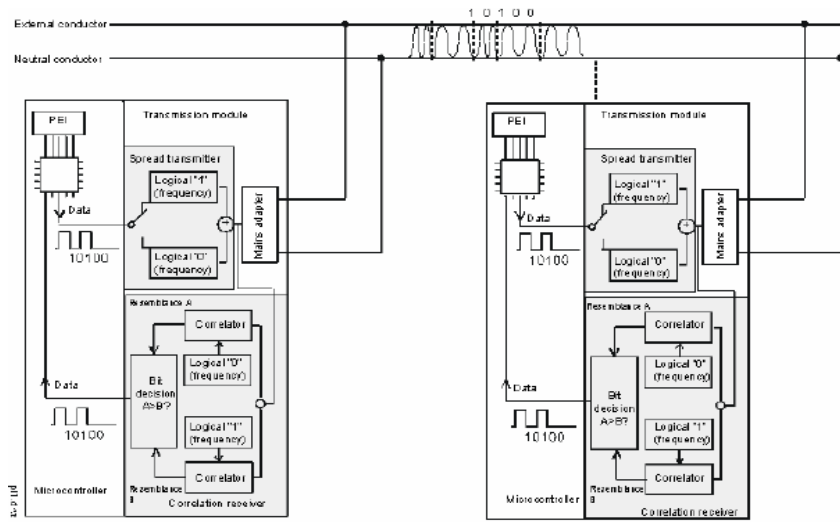 1 0 1 0 0
External conductor
Neutral conductor
PEI
Transmission module
Spread transmitter
Logical "1"
(frequency)
Data
10100
Logical "0"
(frequency)
Mains adapter
Resemblance A
Correlator
Logical "0"
(frequency)
Bit
decision
A>B?
Data
10100
Logical "1"
(frequency)
Correlator
Resemblance
B
Microcontroller
Correlation receiver
PEI
Transmission module
Spread transmitter
Logical "1"
(frequency)
Data
10100
Logical "0"
(frequency)
Mains adapter
Resemblance A
Correlator
Logical "0"
(frequency)
Bit
decision
A>B?
Data
10100
Logical "1"
(frequency)
Correlator
Resemblance
B
Microcontroller
Correlation receiver